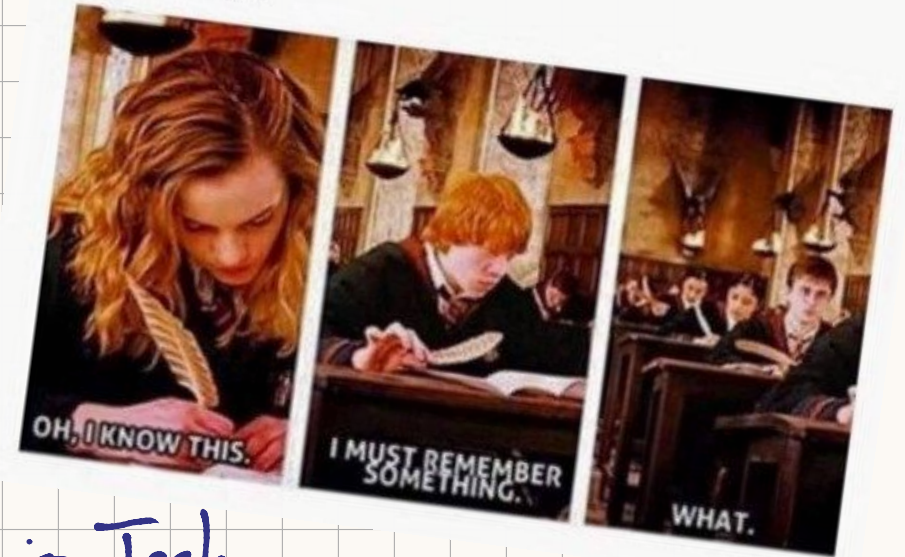 OH, I KNOW THIS.
I MUST REMEMBER
SOMETHING.
WHAT.